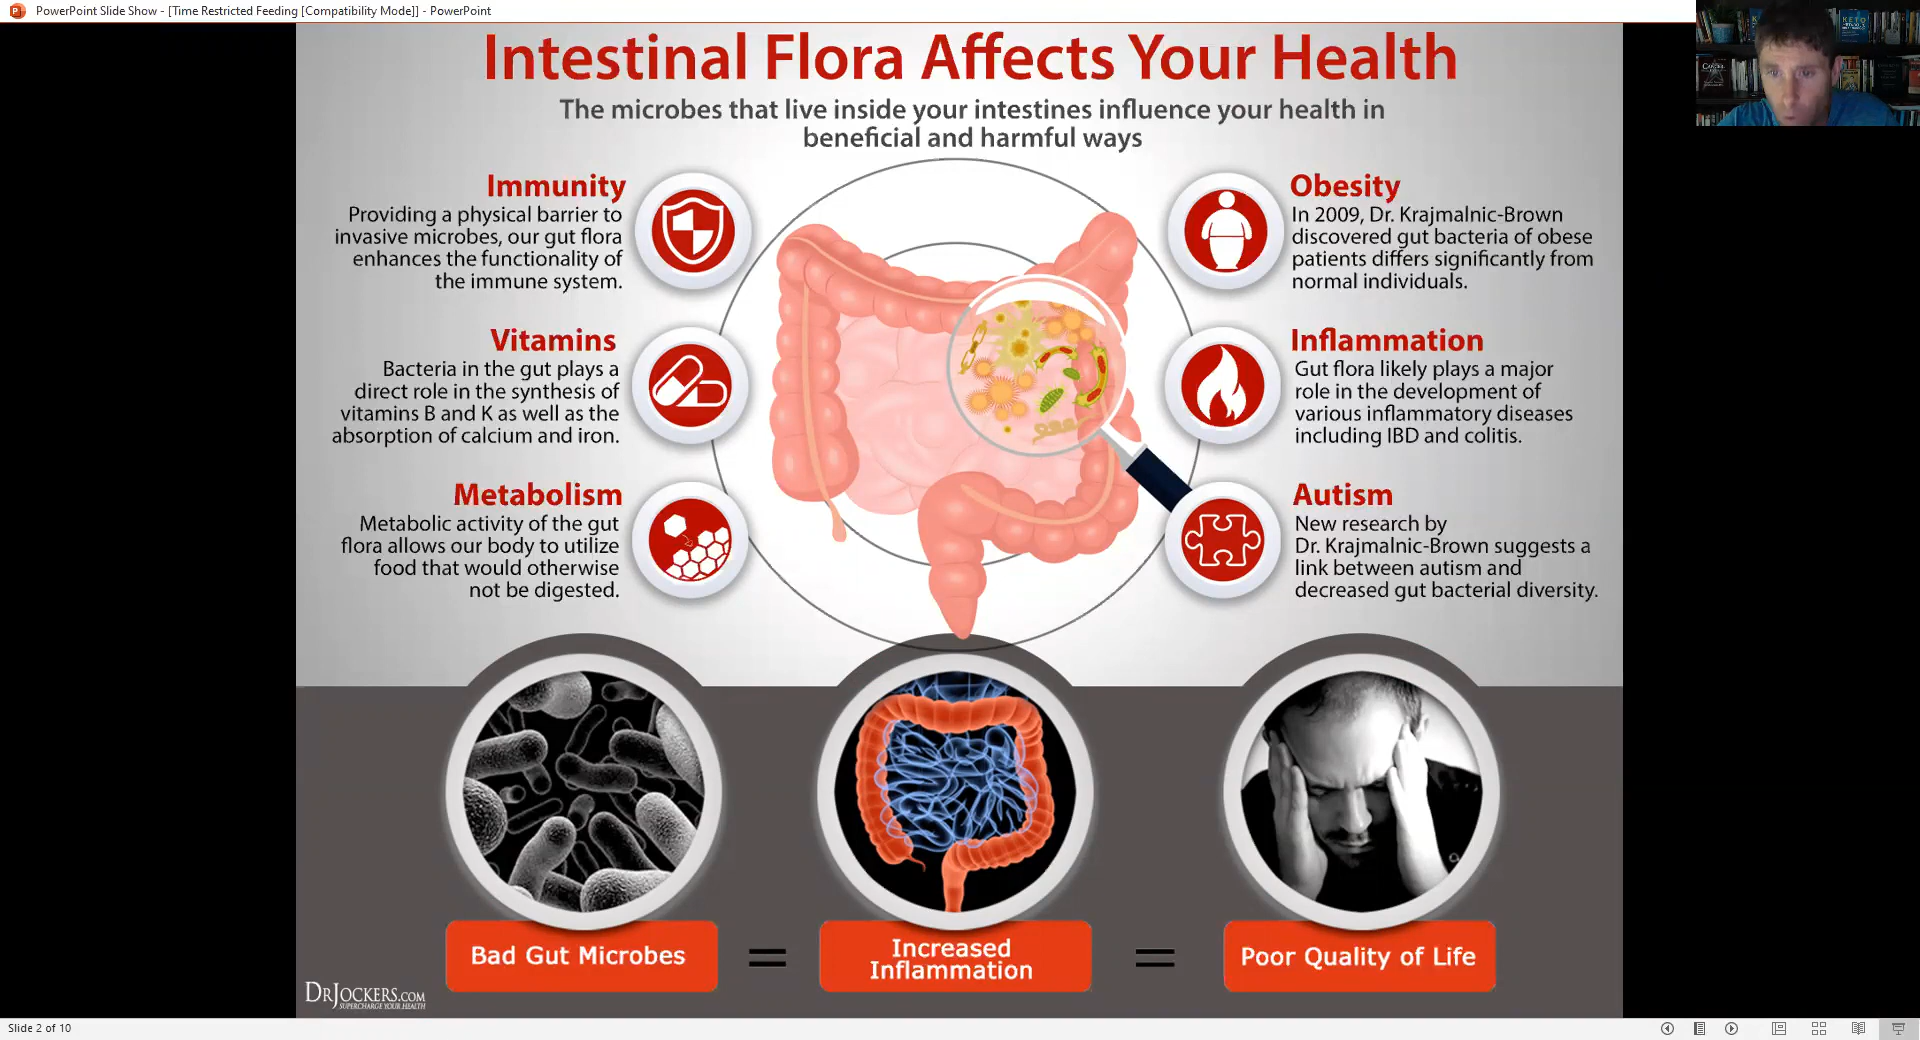 PowerPoint Slide Show - [Time Restricted Feeding [Compatibility Mode]] - PowerPoint
Intestinal Flora Affects Your Health
The microbes that live inside your intestines influence your health in
beneficial and harmful ways
Immunity
Providing a physical barrier to
invasive microbes, our gut flora
enhances the functionality of
the immune system.
Vitamins
Bacteria in the gut plays a
direct role in the synthesis of
vitamins B and K as well as the
absorption of calcium and iron.
Metabolism
Metabolic activity of the gut
flora allows our body to utilize
food that would otherwise
not be digested.
Obesity
In 2009, Dr. Krajmalnic-Brown
discovered gut bacteria of obese
patients differs significantly from
normal individuals.
Inflammation
Gut flora likely plays a major
role in the development of
various inflammatory diseases
including IBD and colitis.
Autism
New research by
Dr. Krajmalnic-Brown suggests a
link between autism and
decreased gut bacterial diversity.
Bad Gut Microbes
=
Increased
Inflammation
=
Poor Quality of Life
DRJOCKERS.COM
SUPERCHARGE YOUR HEALTH
Slide 2 of 10
KETO